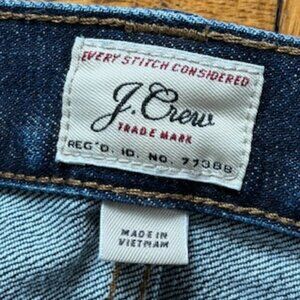 EVERY STITCH CONSIDERED
J.Crew
TRADE MARK
REG'D. ID. NO. 77388
MADE IN
VIETNAM